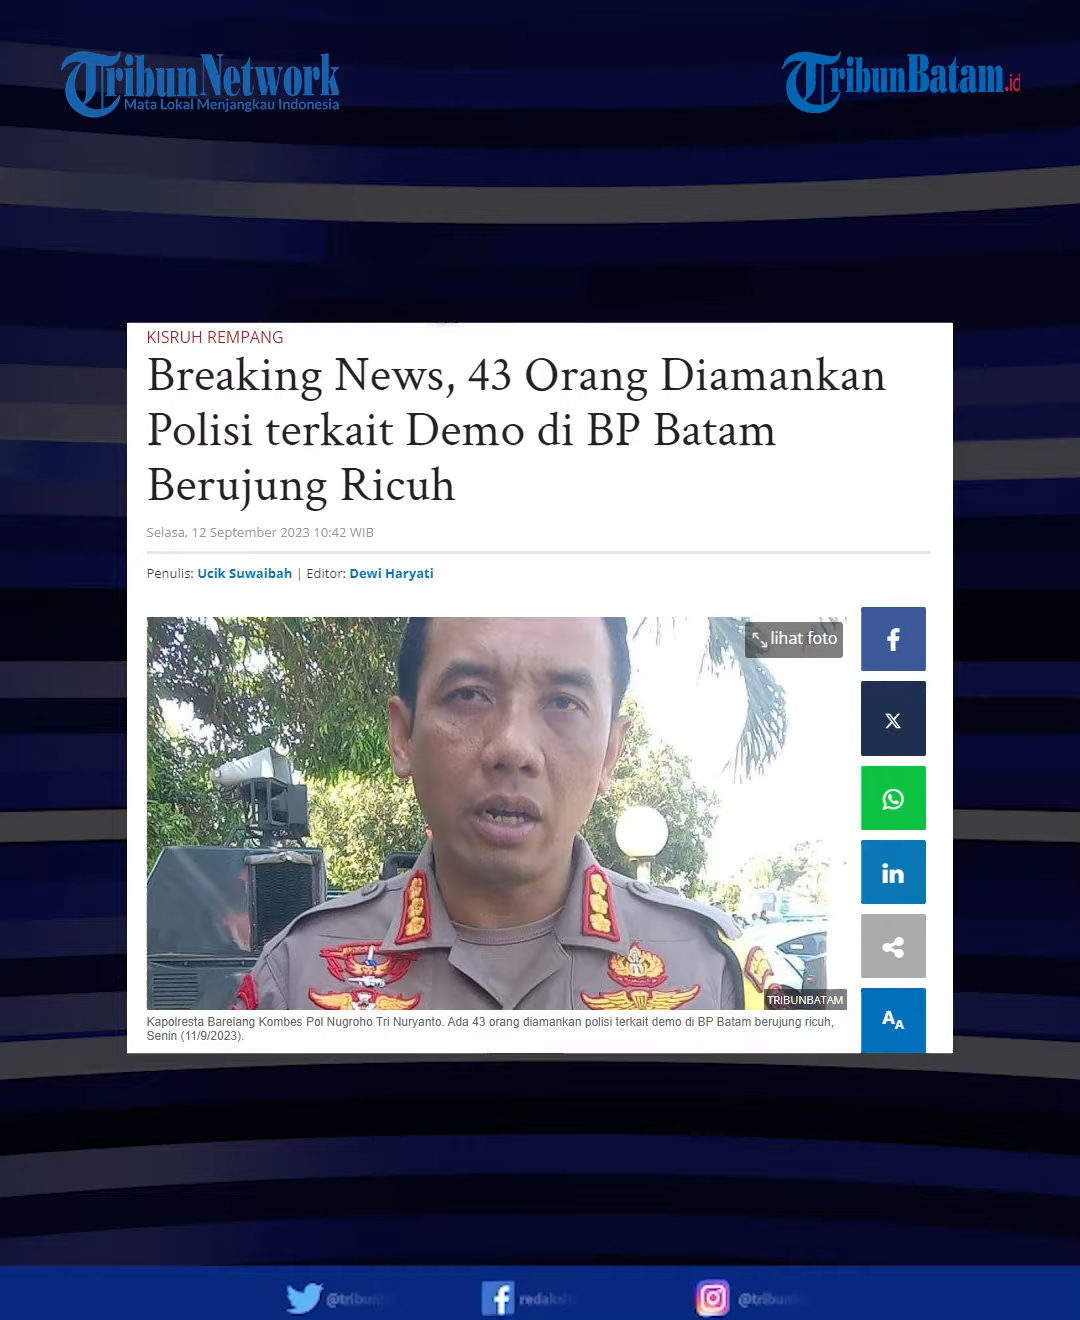 TribunNetwork
Mata Lokal Menjangkau Indonesia
TribunBatam.id
KISRUH REMPANG
Breaking News, 43 Orang Diamankan
Polisi terkait Demo di BP Batam
Berujung Ricuh
Selasa, 12 September 2023 10:42 WIB
Penulis: Ucik Suwaibah | Editor: Dewi Haryati
lihat foto
TRIBUNBATAM
Kapolresta Barelang Kombes Pol Nugroho Tri Nuryanto. Ada 43 orang diamankan polisi terkait demo di BP Batam berujung ricuh,
Senin (11/9/2023).